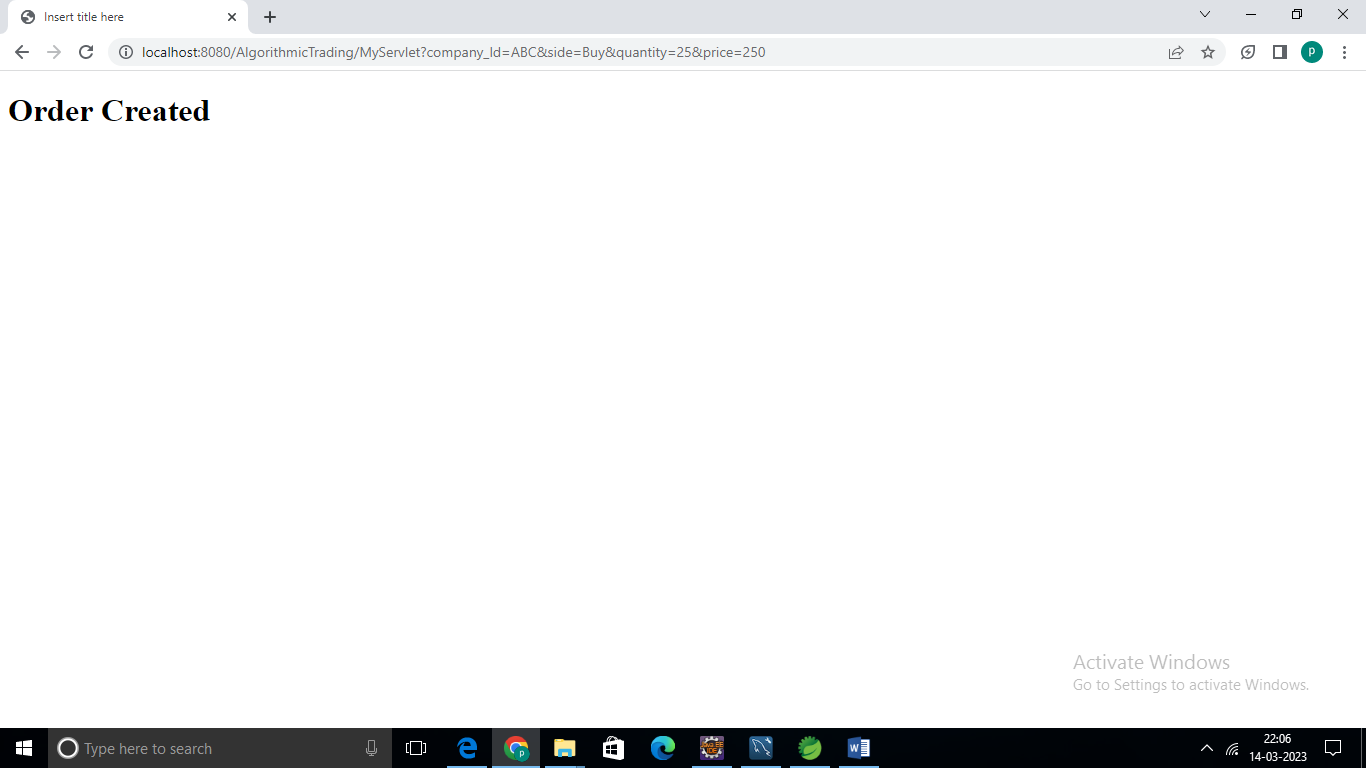 Insert title here
localhost:8080/AlgorithmicTrading/MyServlet?company_Id=ABC&side=Buy&quantity=25&price=250
P
Order Created
Activate Windows
Go to Settings to activate Windows.
Type here to search
22:06
14-03-2023